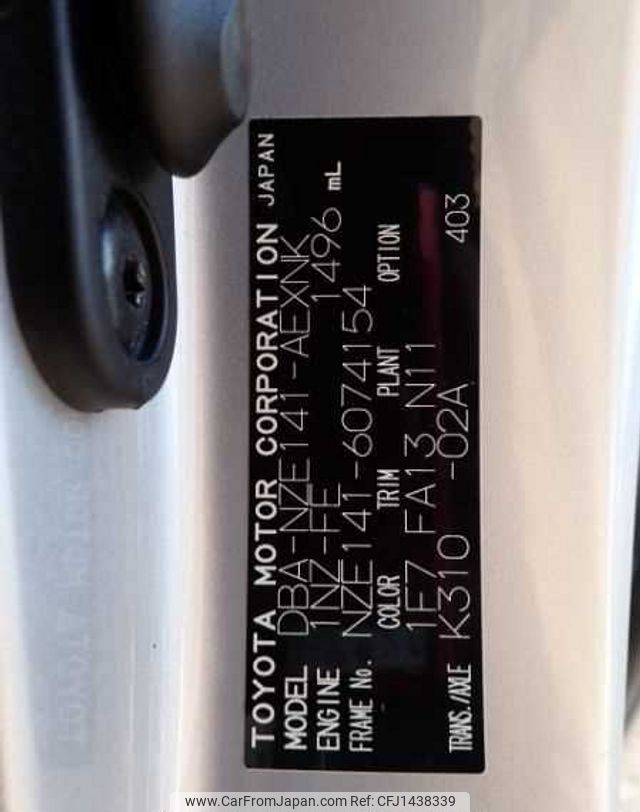 TOYOTA MOTOR CORPORATION JAPAN
MODEL DBA-NZE141-AEXNK
ENGINE 1NZ-FE 1496 mL
FRAME No. NZE141-6074154
COLOR TRIM PLANT OPTION
1F7 FA13 N11
TRANS./AXLE K310 -02A 403
www.CarFromJapan.com Ref:CFJ1438339